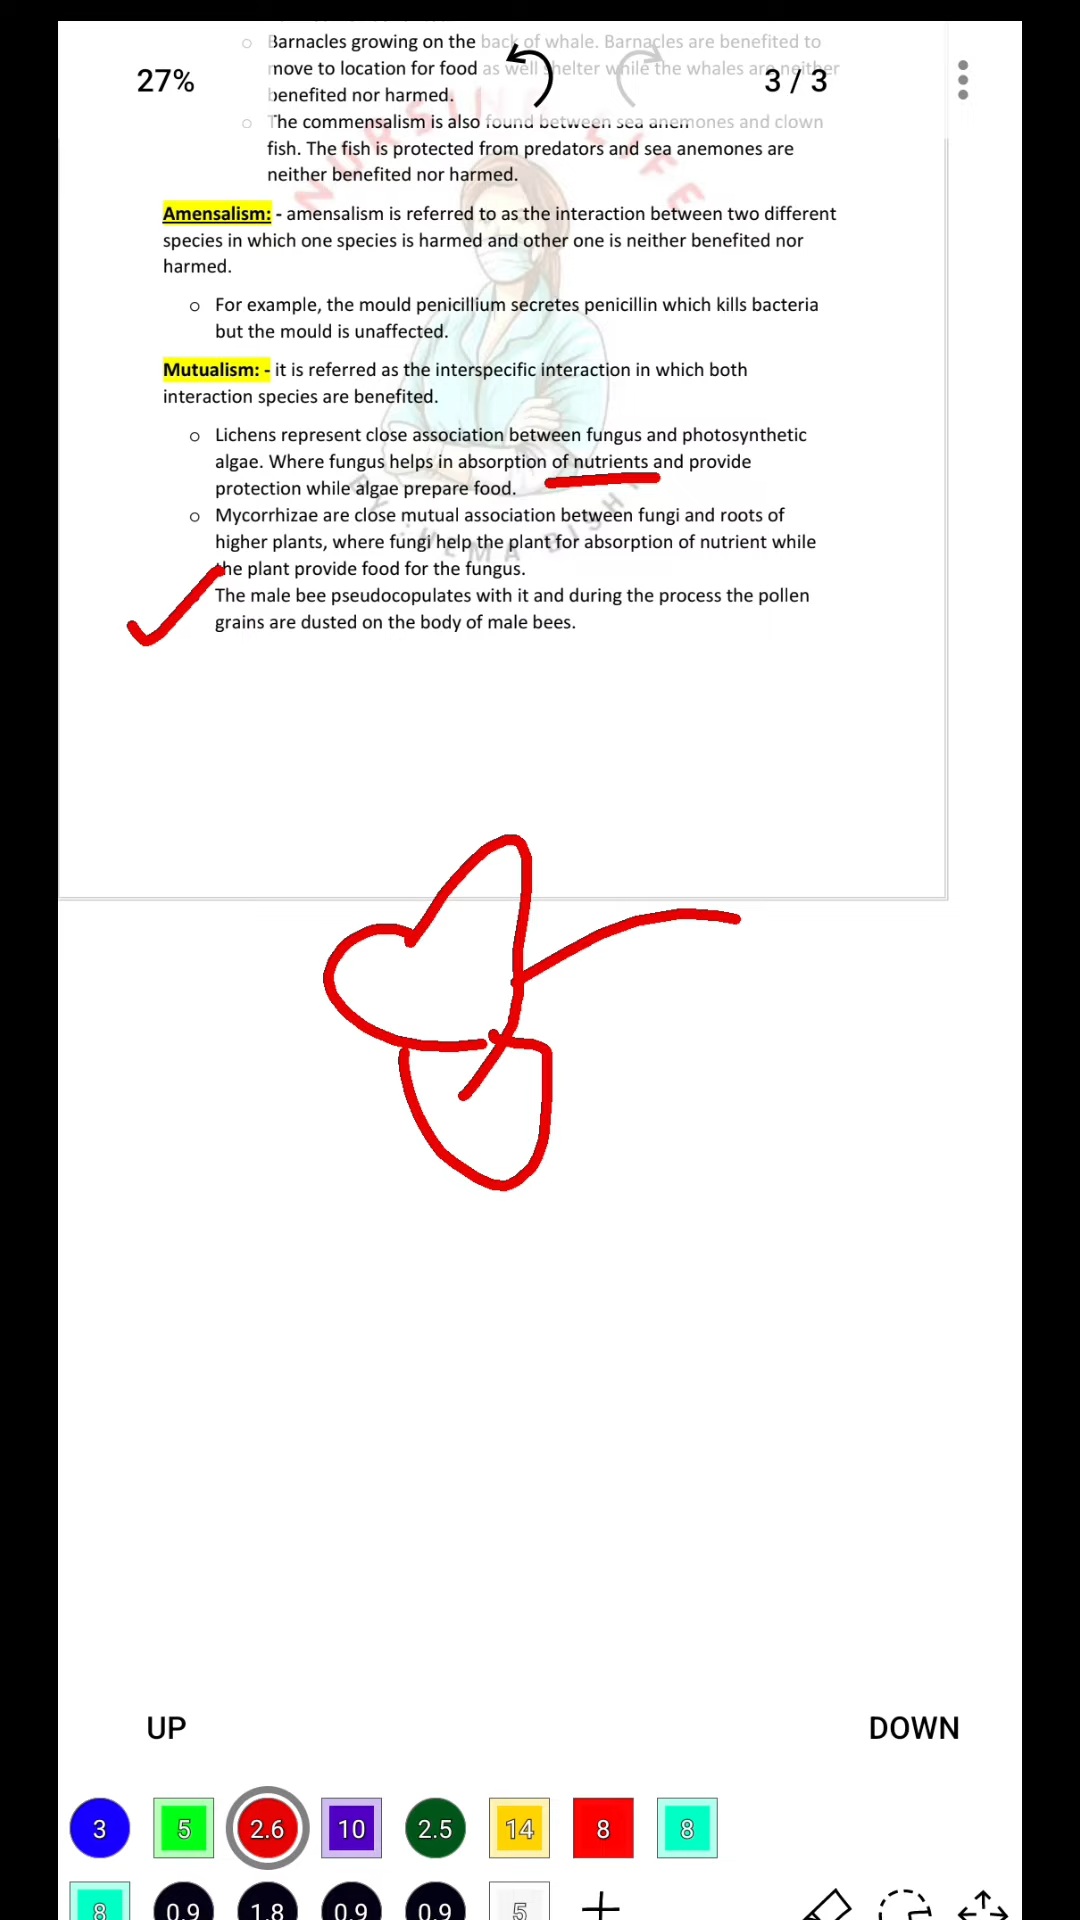 27%
3 / 3
Barnacles growing on the back of whale. Barnacles are benefited to
move to location for food as well shelter while the whales are neither
benefited nor harmed.
The commensalism is also found between sea anemones and clown
fish. The fish is protected from predators and sea anemones are
neither benefited nor harmed.
Amensalism: - amensalism is referred to as the interaction between two different
species in which one species is harmed and other one is neither benefited nor
harmed.
o For example, the mould penicillium secretes penicillin which kills bacteria
but the mould is unaffected.
Mutualism: - it is referred as the interspecific interaction in which both
interaction species are benefited.
o Lichens represent close association between fungus and photosynthetic
algae. Where fungus helps in absorption of nutrients and provide
protection while algae prepare food.
o Mycorrhizae are close mutual association between fungi and roots of
higher plants, where fungi help the plant for absorption of nutrient while
the plant provide food for the fungus.
The male bee pseudocopulates with it and during the process the pollen
grains are dusted on the body of male bees.
NURSING LIFE
BY : HEMA BISHT
UP
DOWN
3 5 2.6 10 2.5 14 8 8
8 0.9 1.8 0.9 0.9 5